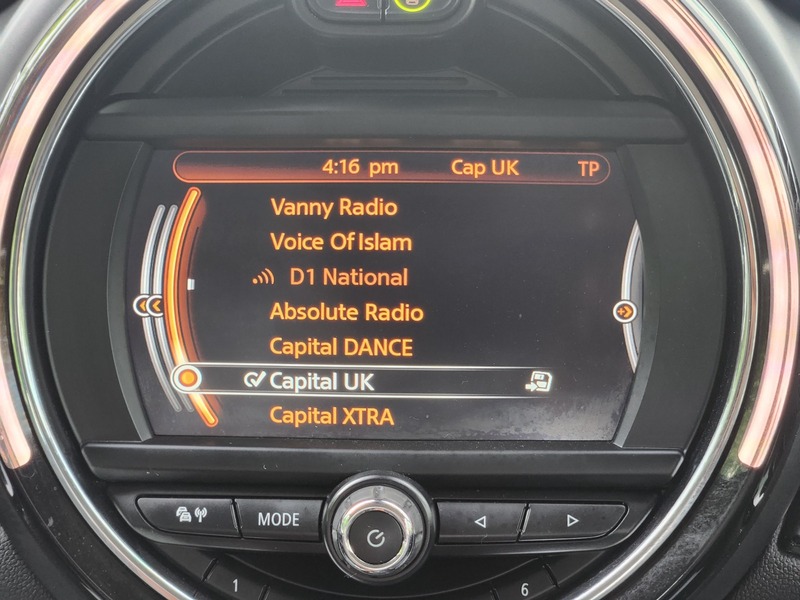 4:16 pm Cap UK TP
Vanny Radio
Voice Of Islam
D1 National
Absolute Radio
Capital DANCE
Capital UK
Capital XTRA
MODE
1 6